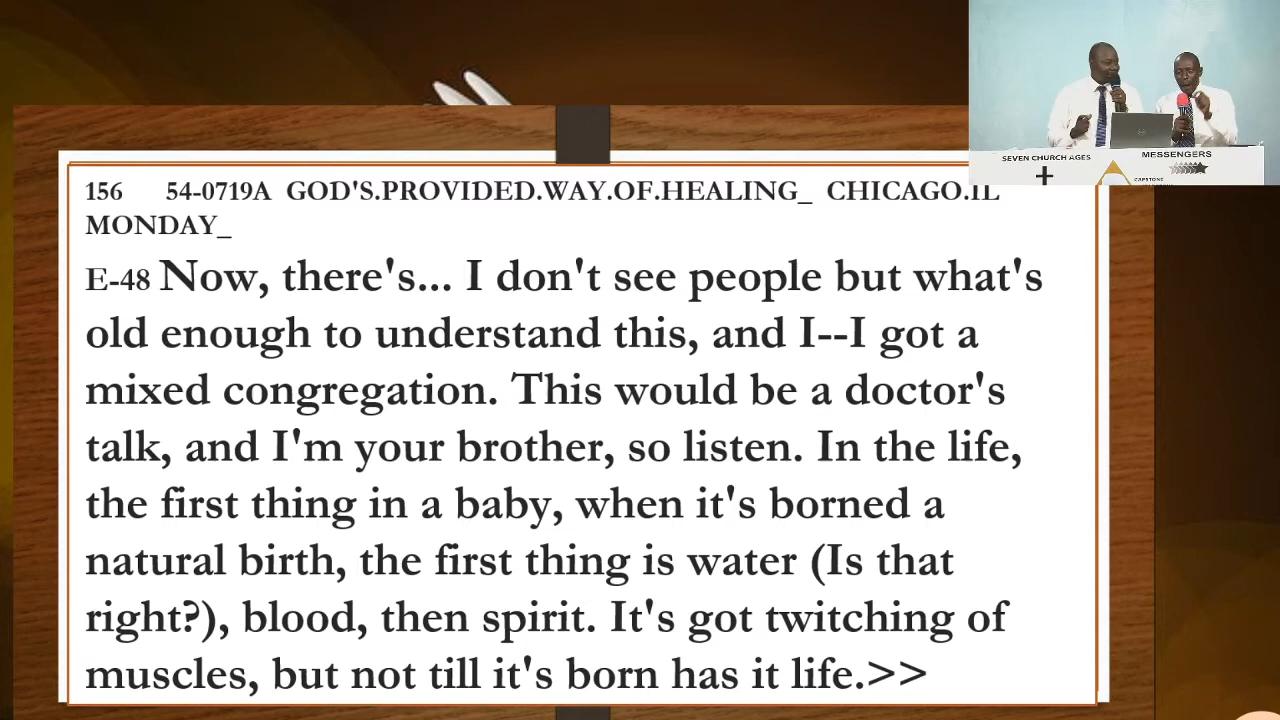 156 54-0719A GOD'S.PROVIDED.WAY.OF.HEALING_ CHICAGO.IL
MONDAY_
E-48 Now, there's... I don't see people but what's
old enough to understand this, and I--I got a
mixed congregation. This would be a doctor's
talk, and I'm your brother, so listen. In the life,
the first thing in a baby, when it's borned a
natural birth, the first thing is water (Is that
right?), blood, then spirit. It's got twitching of
muscles, but not till it's born has it life.>>
SEVEN CHURCH AGES
MESSENGERS
CAPSTONE